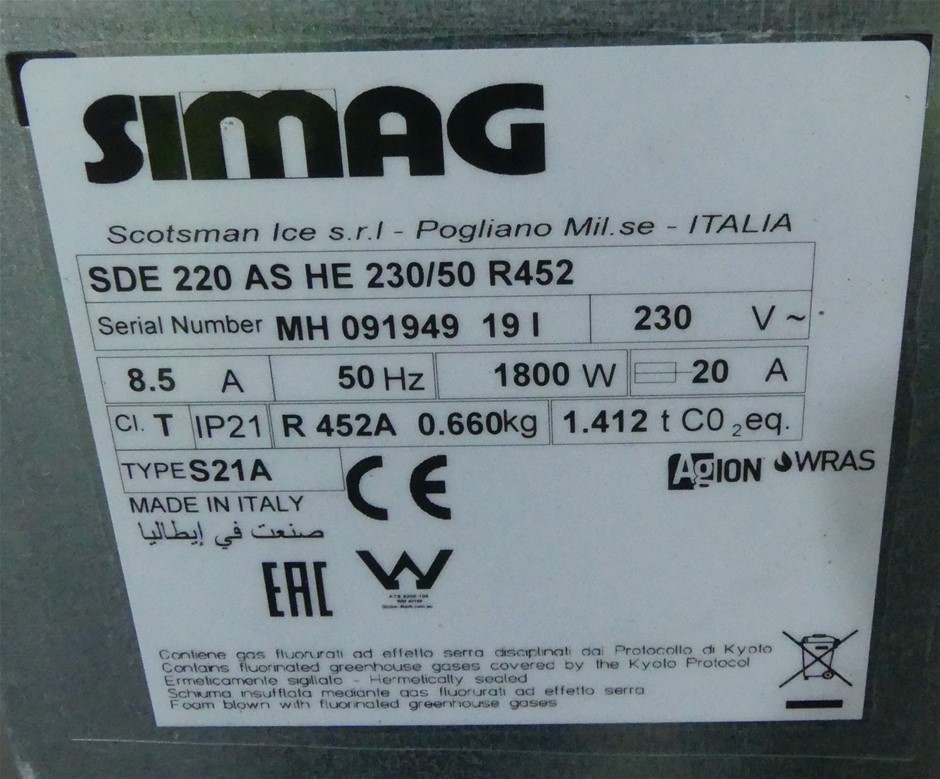 SIMAG
Scotsman Ice s.r.l - Pogliano Mil.se - ITALIA
SDE 220 AS HE 230/50 R452
Serial Number MH 091949 19 I 230 V ~
8.5 A 50 Hz 1800 W 20 A
Cl. T IP21 R 452A 0.660kg 1.412 t CO₂eq.
TYPE S21A
AgION WRAS
MADE IN ITALY
صنعت في إيطاليا
CE
EAC
Contiene gas fluorurati ad effetto serra disciplinati dai Protocollo di Kyoto
Contains fluorinated greenhouse gases covered by the Kyoto Protocol
Ermeticamente sigillato - Hermetically sealed
Schiuma insufflata mediante gas fluorurati ad effetto serra
Foam blown with fluorinated greenhouse gases